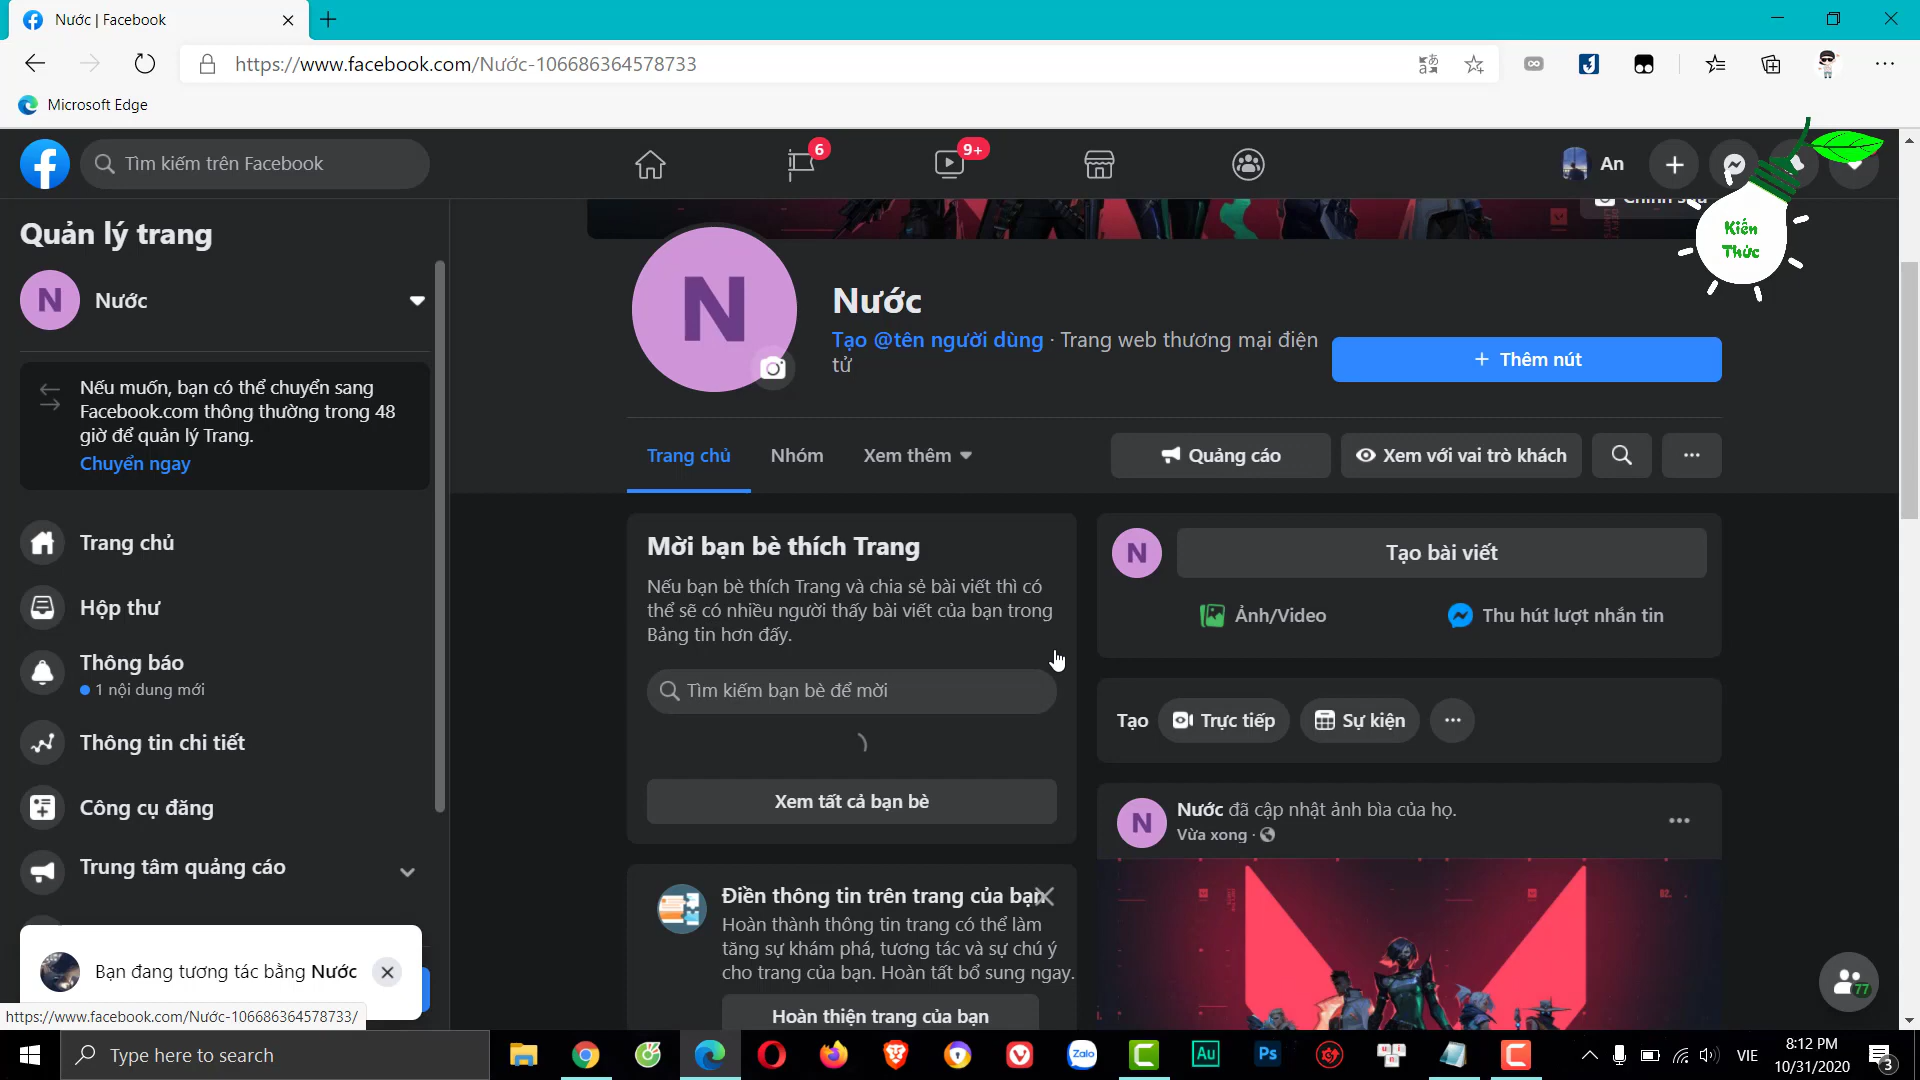 Nước | Facebook
https://www.facebook.com/Nước-106686364578733
Microsoft Edge
Tìm kiếm trên Facebook
6
9+
An
Kiến
Thức
Quản lý trang
N
Nước
Nếu muốn, bạn có thể chuyển sang
Facebook.com thông thường trong 48
giờ để quản lý Trang.
Chuyển ngay
Trang chủ
Hộp thư
Thông báo
1 nội dung mới
Thông tin chi tiết
Công cụ đăng
Trung tâm quảng cáo
Bạn đang tương tác bằng Nước
https://www.facebook.com/Nước-106686364578733/
N
Nước
Tạo @tên người dùng · Trang web thương mại điện
tử
+ Thêm nút
Trang chủ
Nhóm
Xem thêm
Quảng cáo
Xem với vai trò khách
Mời bạn bè thích Trang
Nếu bạn bè thích Trang và chia sẻ bài viết thì có
thể sẽ có nhiều người thấy bài viết của bạn trong
Bảng tin hơn đấy.
Tìm kiếm bạn bè để mời
Xem tất cả bạn bè
Điền thông tin trên trang của bạn
Hoàn thành thông tin trang có thể làm
tăng sự khám phá, tương tác và sự chú ý
cho trang của bạn. Hoàn tất bổ sung ngay.
Hoàn thiện trang của bạn
N
Tạo bài viết
Ảnh/Video
Thu hút lượt nhắn tin
Tạo
Trực tiếp
Sự kiện
N
Nước đã cập nhật ảnh bìa của họ.
Vừa xong ·
77
Type here to search
Zalo
Au
Ps
VIE
8:12 PM
10/31/2020
3